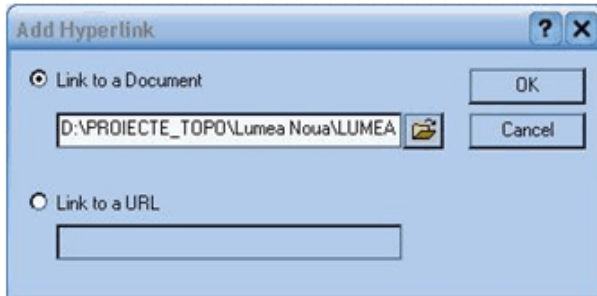 Add Hyperlink
Link to a Document
OK
D:\PROIECTE_TOPO\Lumea Noua\LUMEA
Cancel
Link to a URL